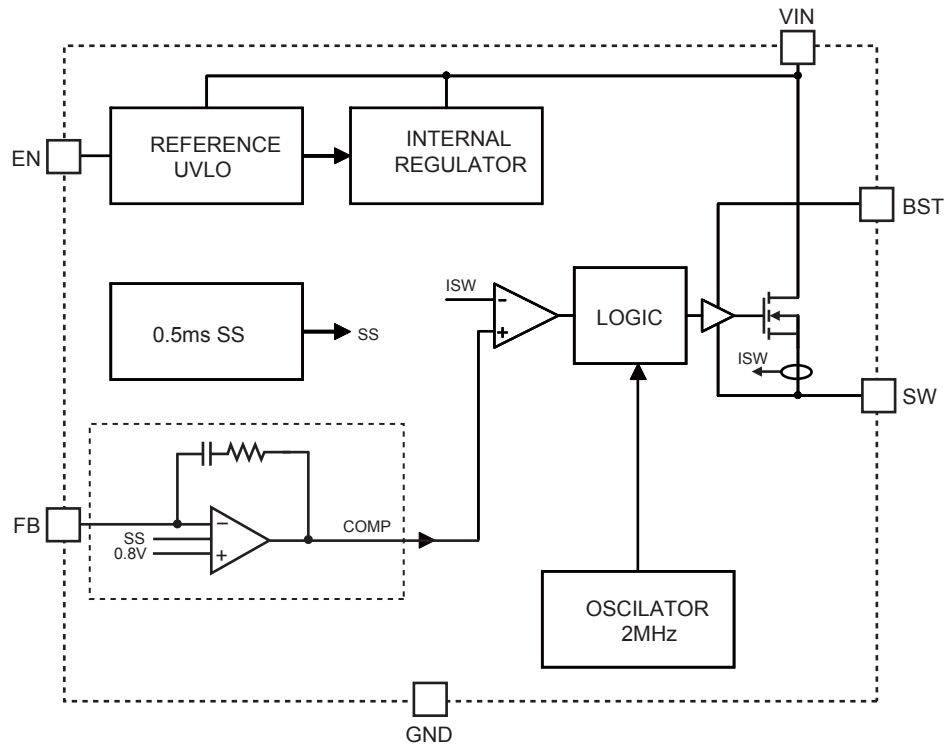 VIN
REFERENCE
UVLO
INTERNAL
REGULATOR
EN
BST
ISW
−
+
LOGIC
0.5ms SS
SS
ISW
SW
FB
−
SS
0.8V
+
COMP
OSCILATOR
2MHz
GND